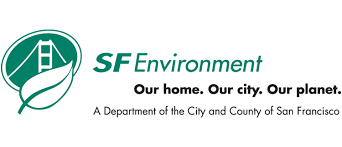 SF Environment
Our home. Our city. Our planet.
A Department of the City and County of San Francisco